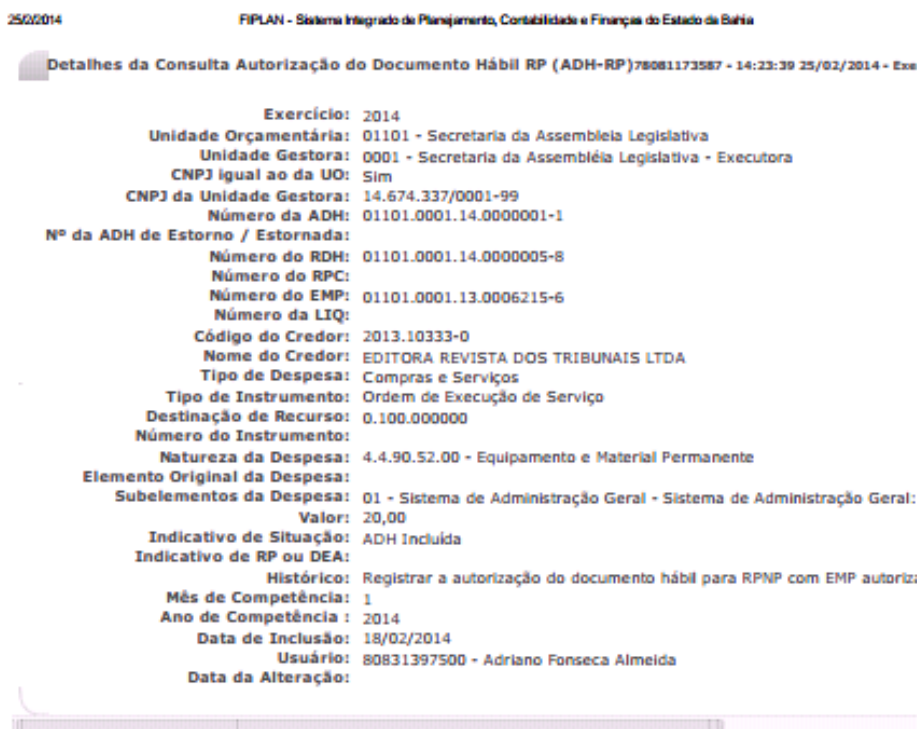 25/2/2014 FIPLAN - Sistema Integrado de Planejamento, Contabilidade e Finanças do Estado da Bahia
Detalhes da Consulta Autorização do Documento Hábil RP (ADH-RP)78081173587 - 14:23:39 25/02/2014 - Exe
Exercício: 2014
Unidade Orçamentária: 01101 - Secretaria da Assembleia Legislativa
Unidade Gestora: 0001 - Secretaria da Assembléia Legislativa - Executora
CNPJ igual ao da UO: Sim
CNPJ da Unidade Gestora: 14.674.337/0001-99
Número da ADH: 01101.0001.14.0000001-1
Nº da ADH de Estorno / Estornada:
Número do RDH: 01101.0001.14.0000005-8
Número do RPC:
Número do EMP: 01101.0001.13.0006215-6
Número da LIQ:
Código do Credor: 2013.10333-0
Nome do Credor: EDITORA REVISTA DOS TRIBUNAIS LTDA
Tipo de Despesa: Compras e Serviços
Tipo de Instrumento: Ordem de Execução de Serviço
Destinação de Recurso: 0.100.000000
Número do Instrumento:
Natureza da Despesa: 4.4.90.52.00 - Equipamento e Material Permanente
Elemento Original da Despesa:
Subelementos da Despesa: 01 - Sistema de Administração Geral - Sistema de Administração Geral:
Valor: 20,00
Indicativo de Situação: ADH Incluída
Indicativo de RP ou DEA:
Histórico: Registrar a autorização do documento hábil para RPNP com EMP autoriza
Mês de Competência: 1
Ano de Competência : 2014
Data de Inclusão: 18/02/2014
Usuário: 80831397500 - Adriano Fonseca Almeida
Data da Alteração: